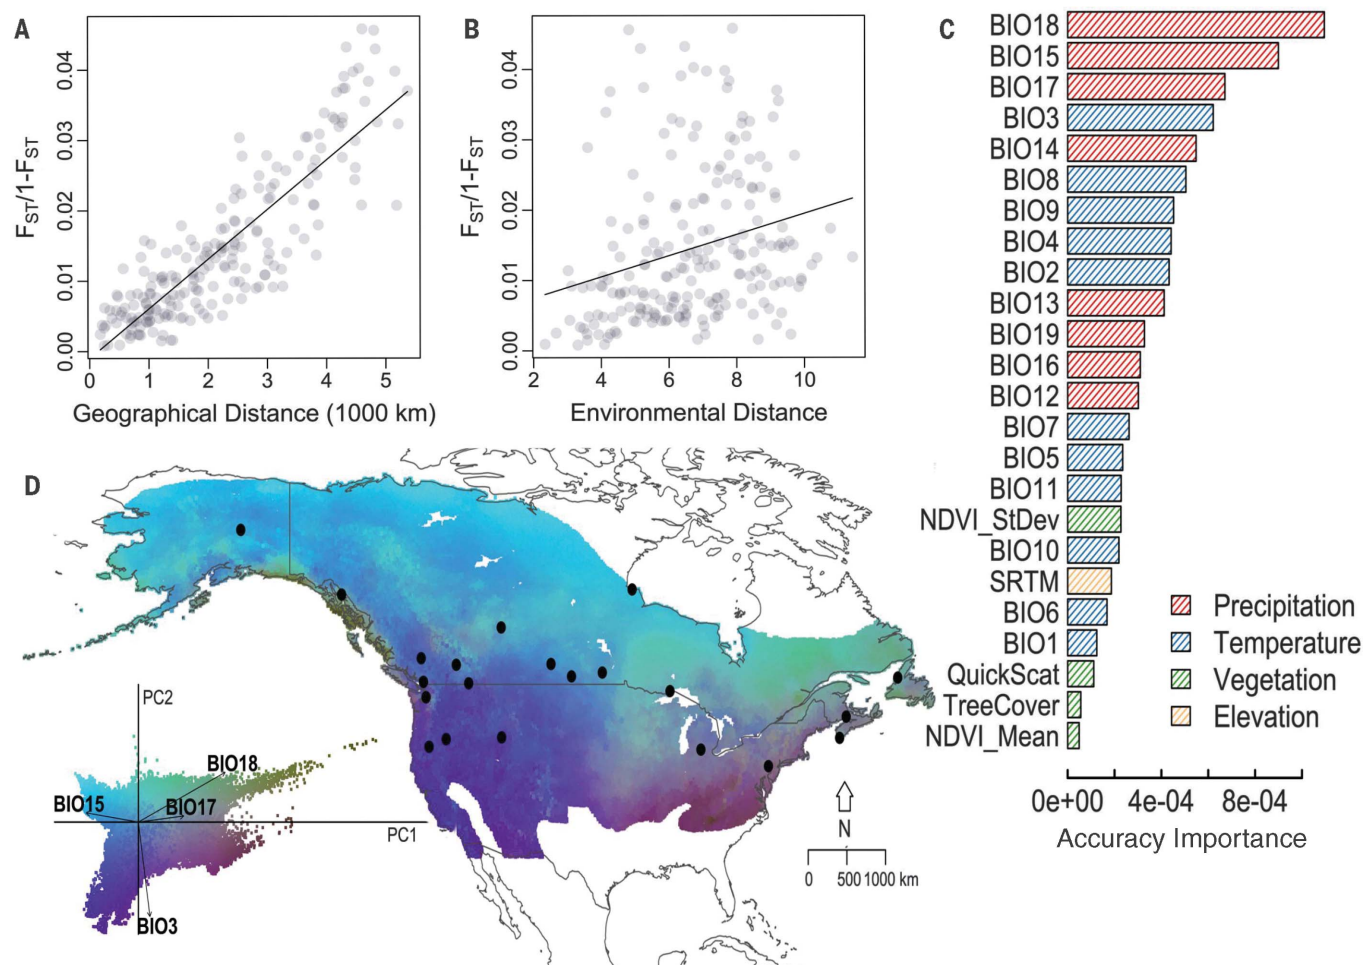 A
F_ST/1-F_ST
0.04
0.03
0.02
0.01
0.00
0 1 2 3 4 5
Geographical Distance (1000 km)
B
F_ST/1-F_ST
0.04
0.03
0.02
0.01
0.00
2 4 6 8 10
Environmental Distance
C
BIO18
BIO15
BIO17
BIO3
BIO14
BIO8
BIO9
BIO4
BIO2
BIO13
BIO19
BIO16
BIO12
BIO7
BIO5
BIO11
NDVI_StDev
BIO10
SRTM
BIO6
BIO1
QuickScat
TreeCover
NDVI_Mean
Precipitation
Temperature
Vegetation
Elevation
0e+00 4e-04 8e-04
Accuracy Importance
D
PC2
BIO18
BIO15
BIO17
PC1
BIO3
N
0 500 1000 km